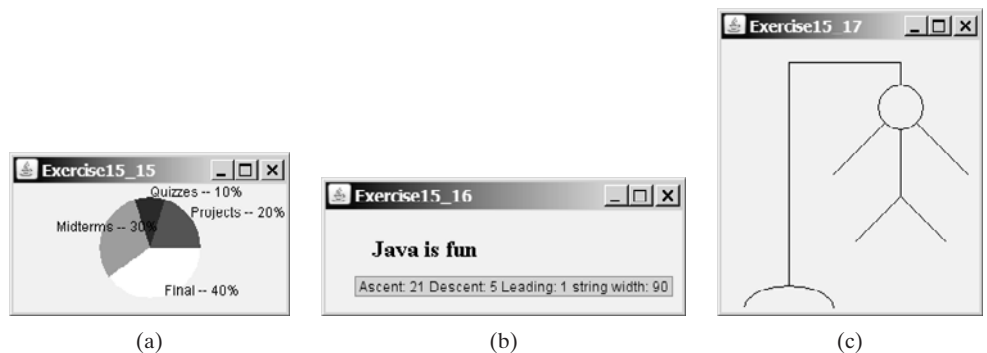 Exercise15_15
Quizzes -- 10%
Projects -- 20%
Midterms -- 30%
Final -- 40%
(a)
Exercise15_16
Java is fun
Ascent: 21 Descent: 5 Leading: 1 string width: 90
(b)
Exercise15_17
(c)